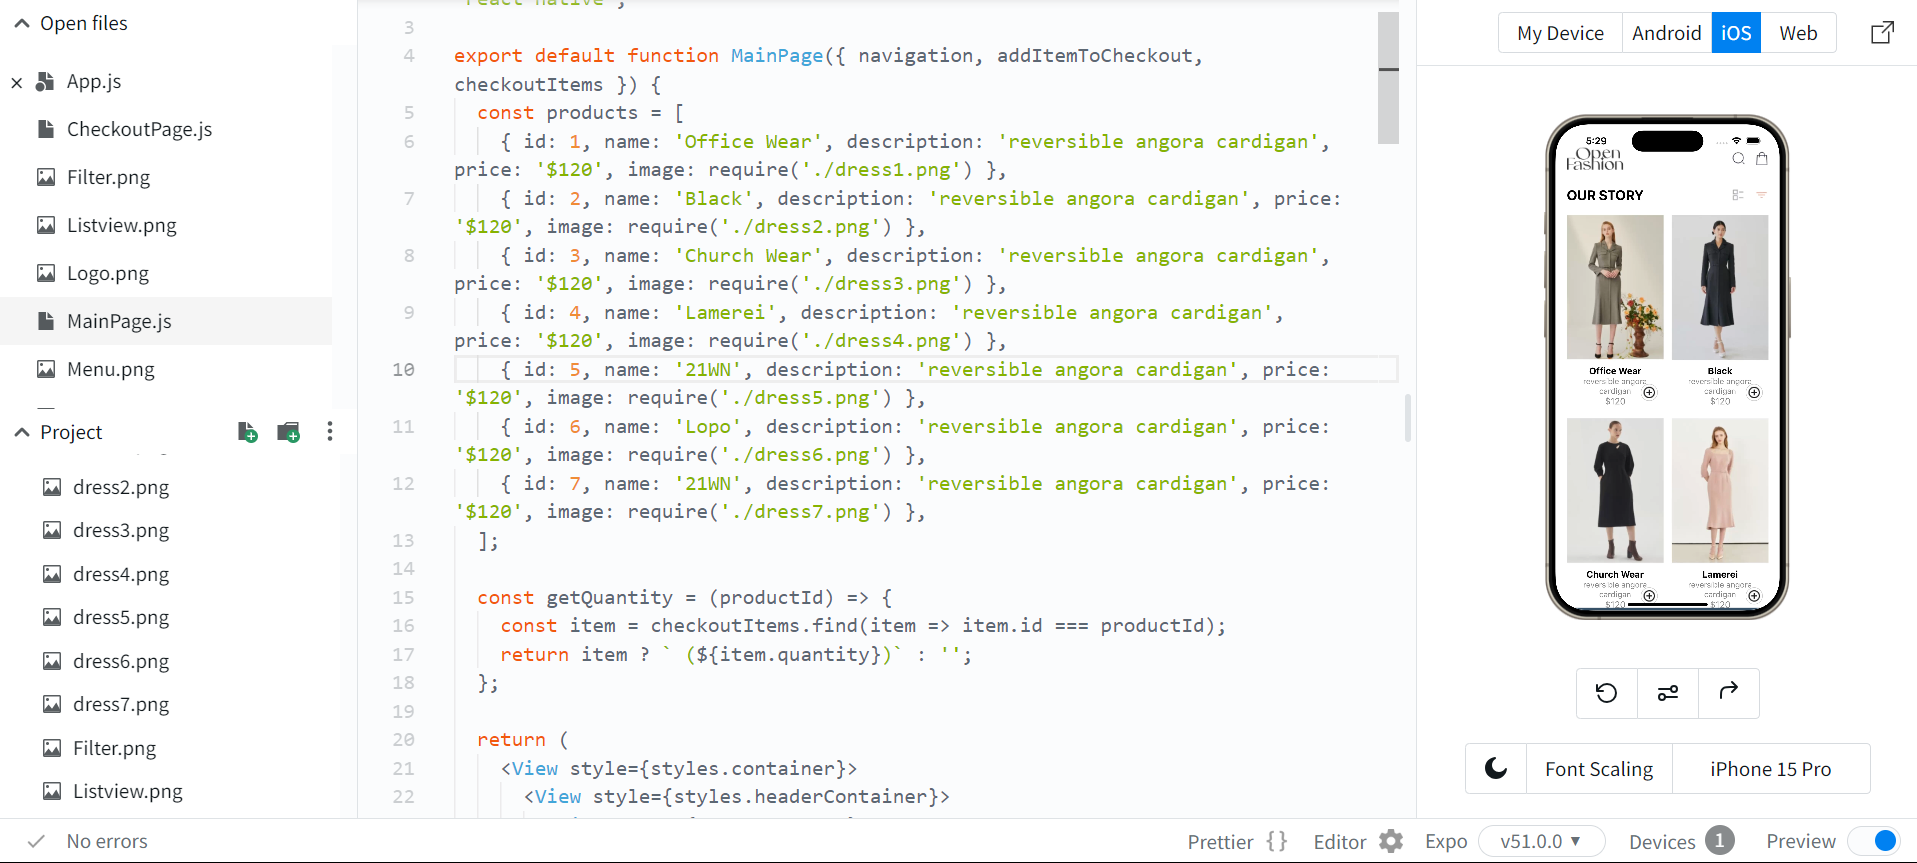 Open files
App.js
CheckoutPage.js
Filter.png
Listview.png
Logo.png
MainPage.js
Menu.png
Project
dress2.png
dress3.png
dress4.png
dress5.png
dress6.png
dress7.png
Filter.png
Listview.png
'react-native';
3
4 export default function MainPage({ navigation, addItemToCheckout,
checkoutItems }) {
5 const products = [
6 { id: 1, name: 'Office Wear', description: 'reversible angora cardigan',
price: '$120', image: require('./dress1.png') },
7 { id: 2, name: 'Black', description: 'reversible angora cardigan', price:
'$120', image: require('./dress2.png') },
8 { id: 3, name: 'Church Wear', description: 'reversible angora cardigan',
price: '$120', image: require('./dress3.png') },
9 { id: 4, name: 'Lamerei', description: 'reversible angora cardigan',
price: '$120', image: require('./dress4.png') },
10 { id: 5, name: '21WN', description: 'reversible angora cardigan', price:
'$120', image: require('./dress5.png') },
11 { id: 6, name: 'Lopo', description: 'reversible angora cardigan', price:
'$120', image: require('./dress6.png') },
12 { id: 7, name: '21WN', description: 'reversible angora cardigan', price:
'$120', image: require('./dress7.png') },
13 ];
14
15 const getQuantity = (productId) => {
16 const item = checkoutItems.find(item => item.id === productId);
17 return item ? ` (${item.quantity})` : '';
18 };
19
20 return (
21 <View style={styles.container}>
22 <View style={styles.headerContainer}>
My Device Android iOS Web
5:29
Open
Fashion
OUR STORY
Office Wear Black
reversible angora reversible angora
cardigan cardigan
$120 $120
Church Wear Lamerei
reversible angora reversible angora
cardigan cardigan
$120 $120
Font Scaling iPhone 15 Pro
No errors Prettier {} Editor Expo v51.0.0 ▼ Devices 1 Preview